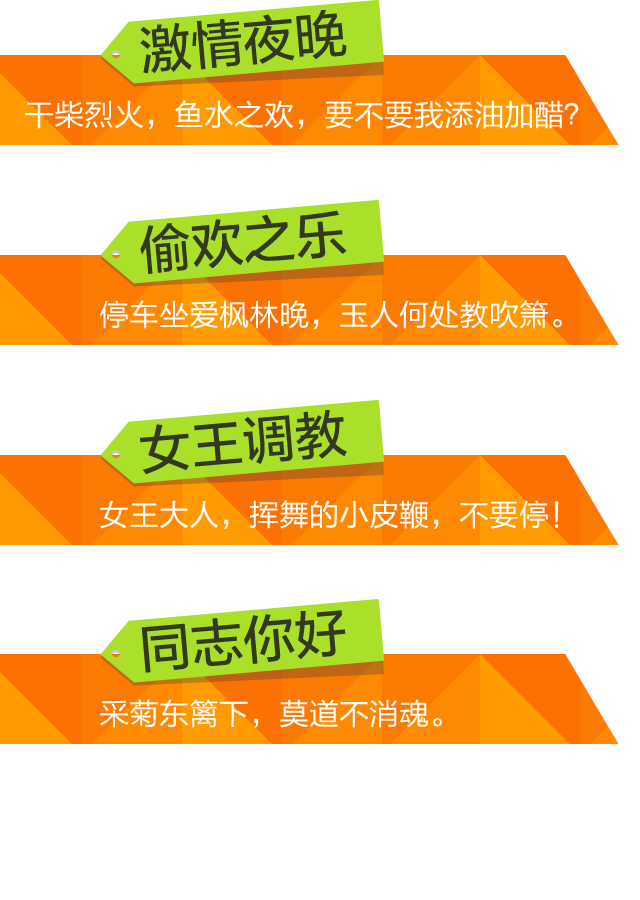 激情夜晚
干柴烈火，鱼水之欢，要不要我添油加醋？
偷欢之乐
停车坐爱枫林晚，玉人何处教吹箫。
女王调教
女王大人，挥舞的小皮鞭，不要停！
同志你好
采菊东篱下，莫道不消魂。